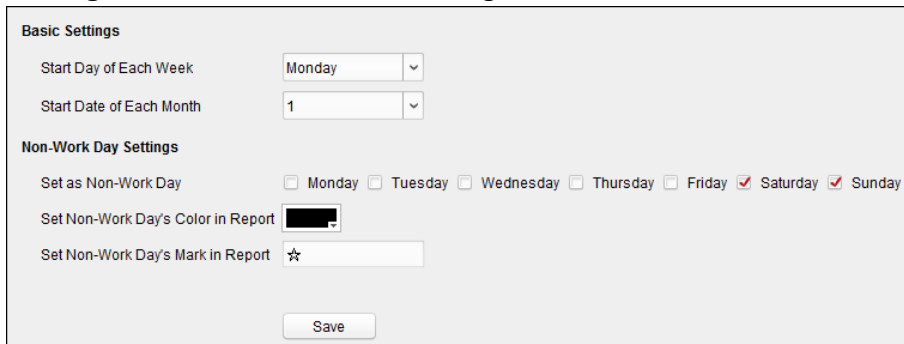 Basic Settings
Start Day of Each Week Monday
Start Date of Each Month 1
Non-Work Day Settings
Set as Non-Work Day Monday Tuesday Wednesday Thursday Friday Saturday Sunday
Set Non-Work Day's Color in Report
Set Non-Work Day's Mark in Report ☆
Save